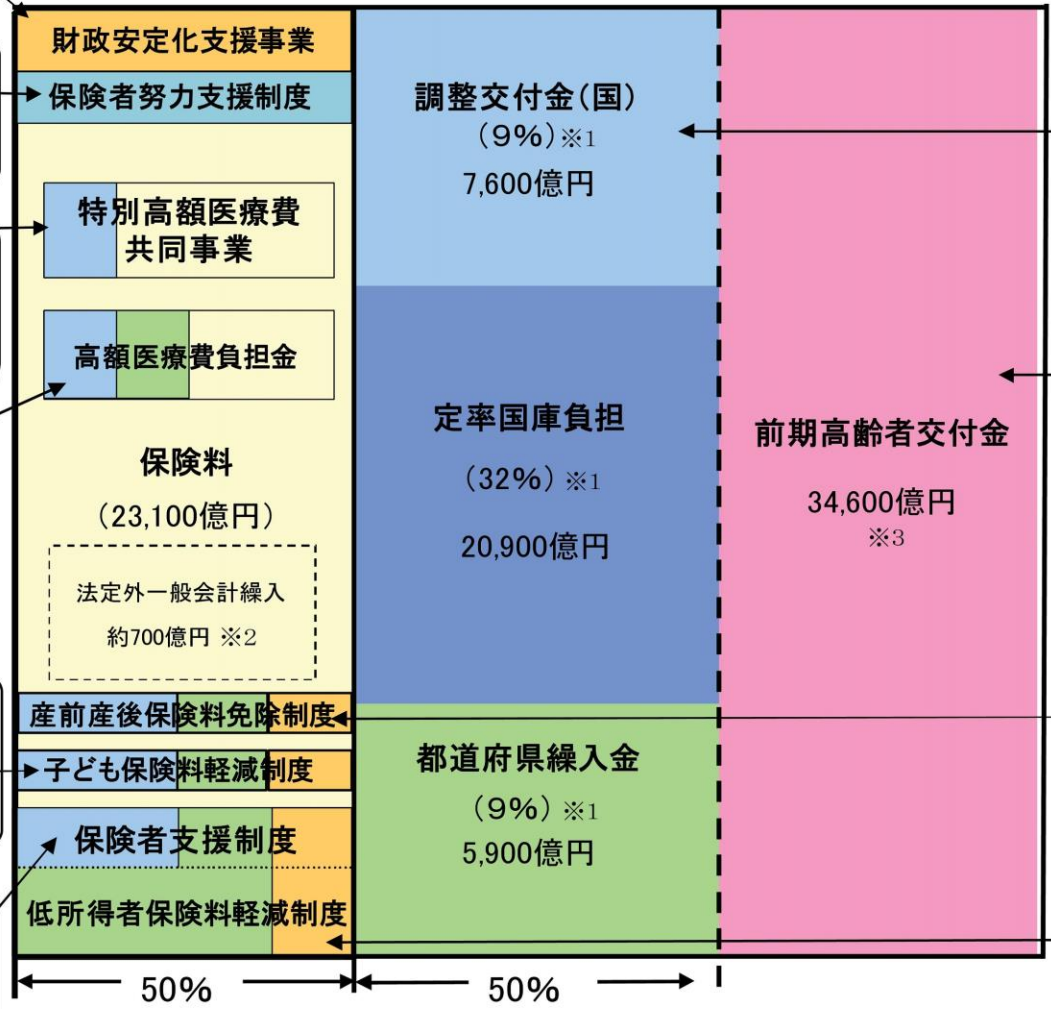 財政安定化支援事業
保険者努力支援制度
特別高額医療費
共同事業
高額医療費負担金
保険料
(23,100億円)
法定外一般会計繰入
約700億円 ※2
産前産後保険料免除制度
子ども保険料軽減制度
保険者支援制度
低所得者保険料軽減制度
50%
調整交付金(国)
(9%)※1
7,600億円
定率国庫負担
(32%) ※1
20,900億円
都道府県繰入金
(9%) ※1
5,900億円
50%
前期高齢者交付金
34,600億円
※3